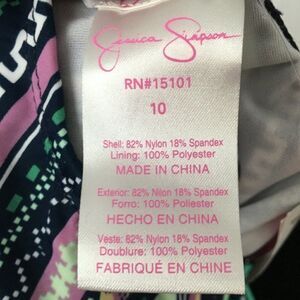 Jessica Simpson
RN#15101
10
Shell: 82% Nylon 18% Spandex
Lining: 100% Polyester
MADE IN CHINA
Exterior: 82% Nilon 18% Spandex
Forro: 100% Poliester
HECHO EN CHINA
Veste: 82% Nylon 18% Spandex
Doublure: 100% Polyester
FABRIQUÉ EN CHINE